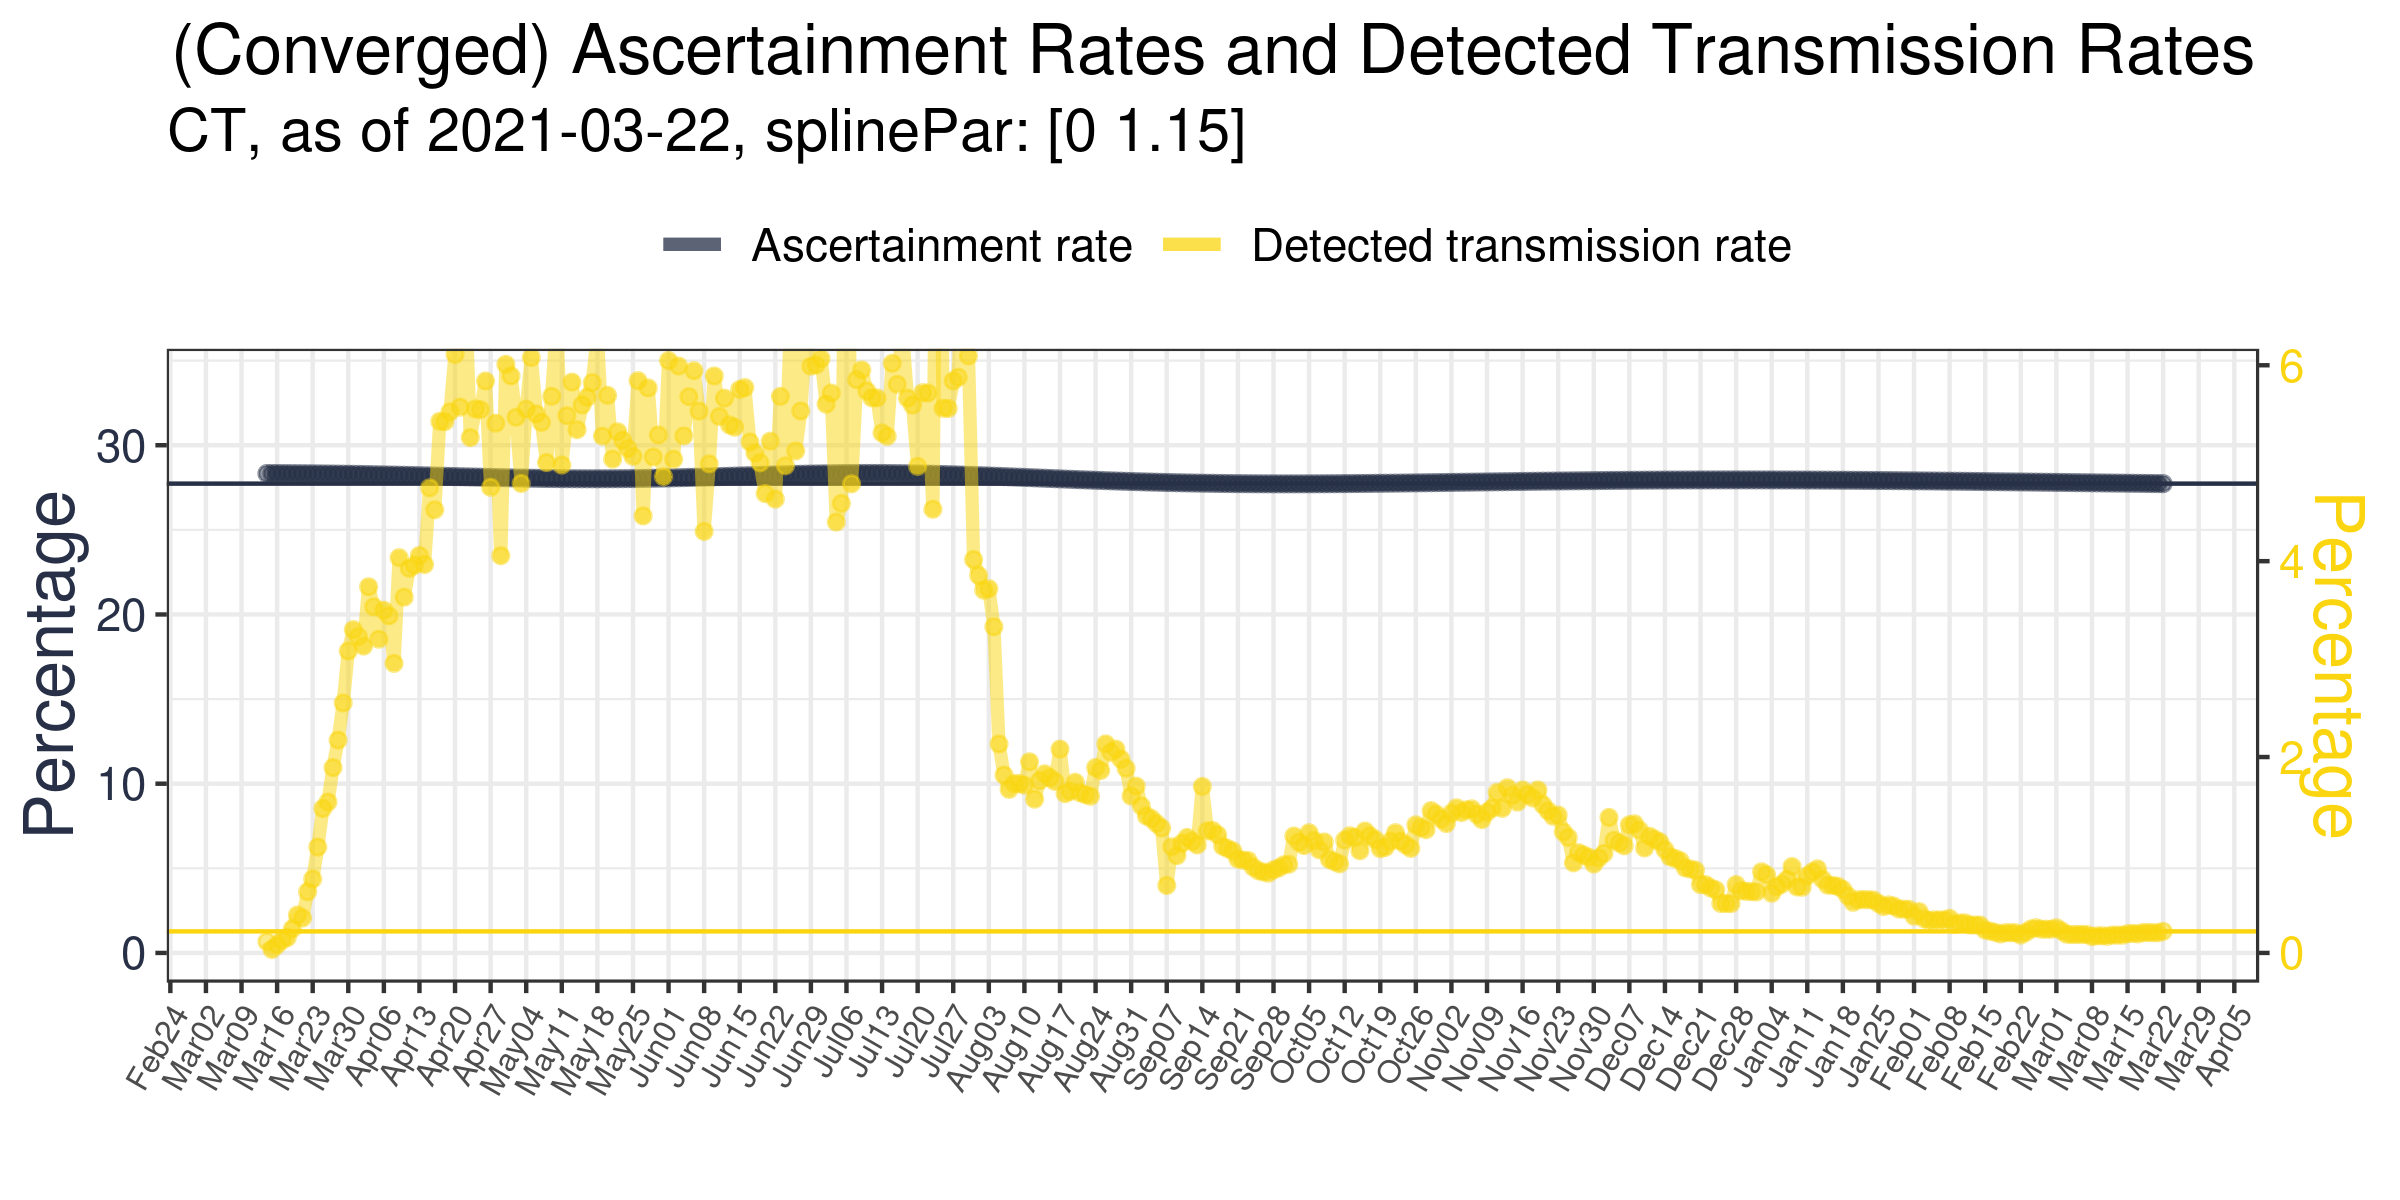 (Converged) Ascertainment Rates and Detected Transmission Rates
CT, as of 2021-03-22, splinePar: [0 1.15]
Ascertainment rate Detected transmission rate
Percentage
30
20
10
0
6
4
2
0
Percentage
Feb24 Mar02 Mar09 Mar16 Mar23 Mar30 Apr06 Apr13 Apr20 Apr27 May04 May11 May18 May25 Jun01 Jun08 Jun15 Jun22 Jun29 Jul06 Jul13 Jul20 Jul27 Aug03 Aug10 Aug17 Aug24 Aug31 Sep07 Sep14 Sep21 Sep28 Oct05 Oct12 Oct19 Oct26 Nov02 Nov09 Nov16 Nov23 Nov30 Dec07 Dec14 Dec21 Dec28 Jan04 Jan11 Jan18 Jan25 Feb01 Feb08 Feb15 Feb22 Mar01 Mar08 Mar15 Mar22 Mar29 Apr05